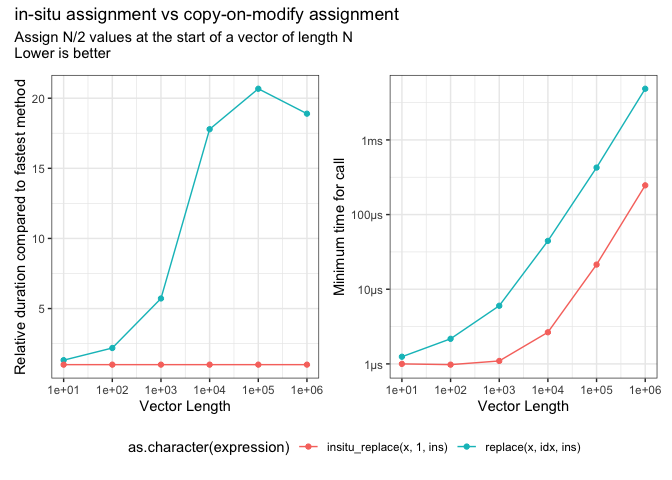 in-situ assignment vs copy-on-modify assignment
Assign N/2 values at the start of a vector of length N
Lower is better
Relative duration compared to fastest method
20
15
10
5
1e+01 1e+02 1e+03 1e+04 1e+05 1e+06
Vector Length
Minimum time for call
1ms
100µs
10µs
1µs
1e+01 1e+02 1e+03 1e+04 1e+05 1e+06
Vector Length
as.character(expression) insitu_replace(x, 1, ins) replace(x, idx, ins)